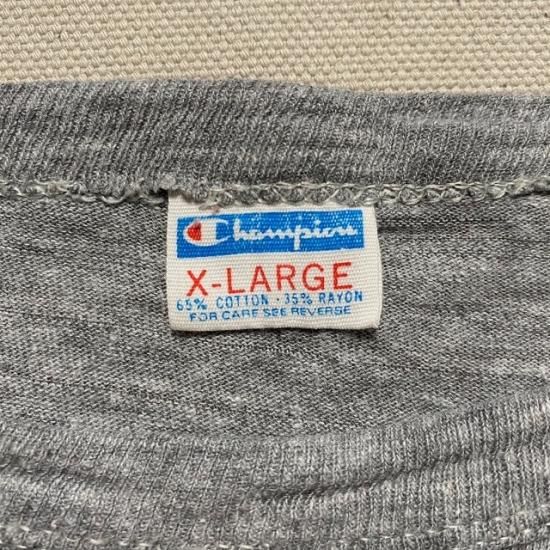 Champion
X-LARGE
65% COTTON · 35% RAYON
FOR CARE SEE REVERSE